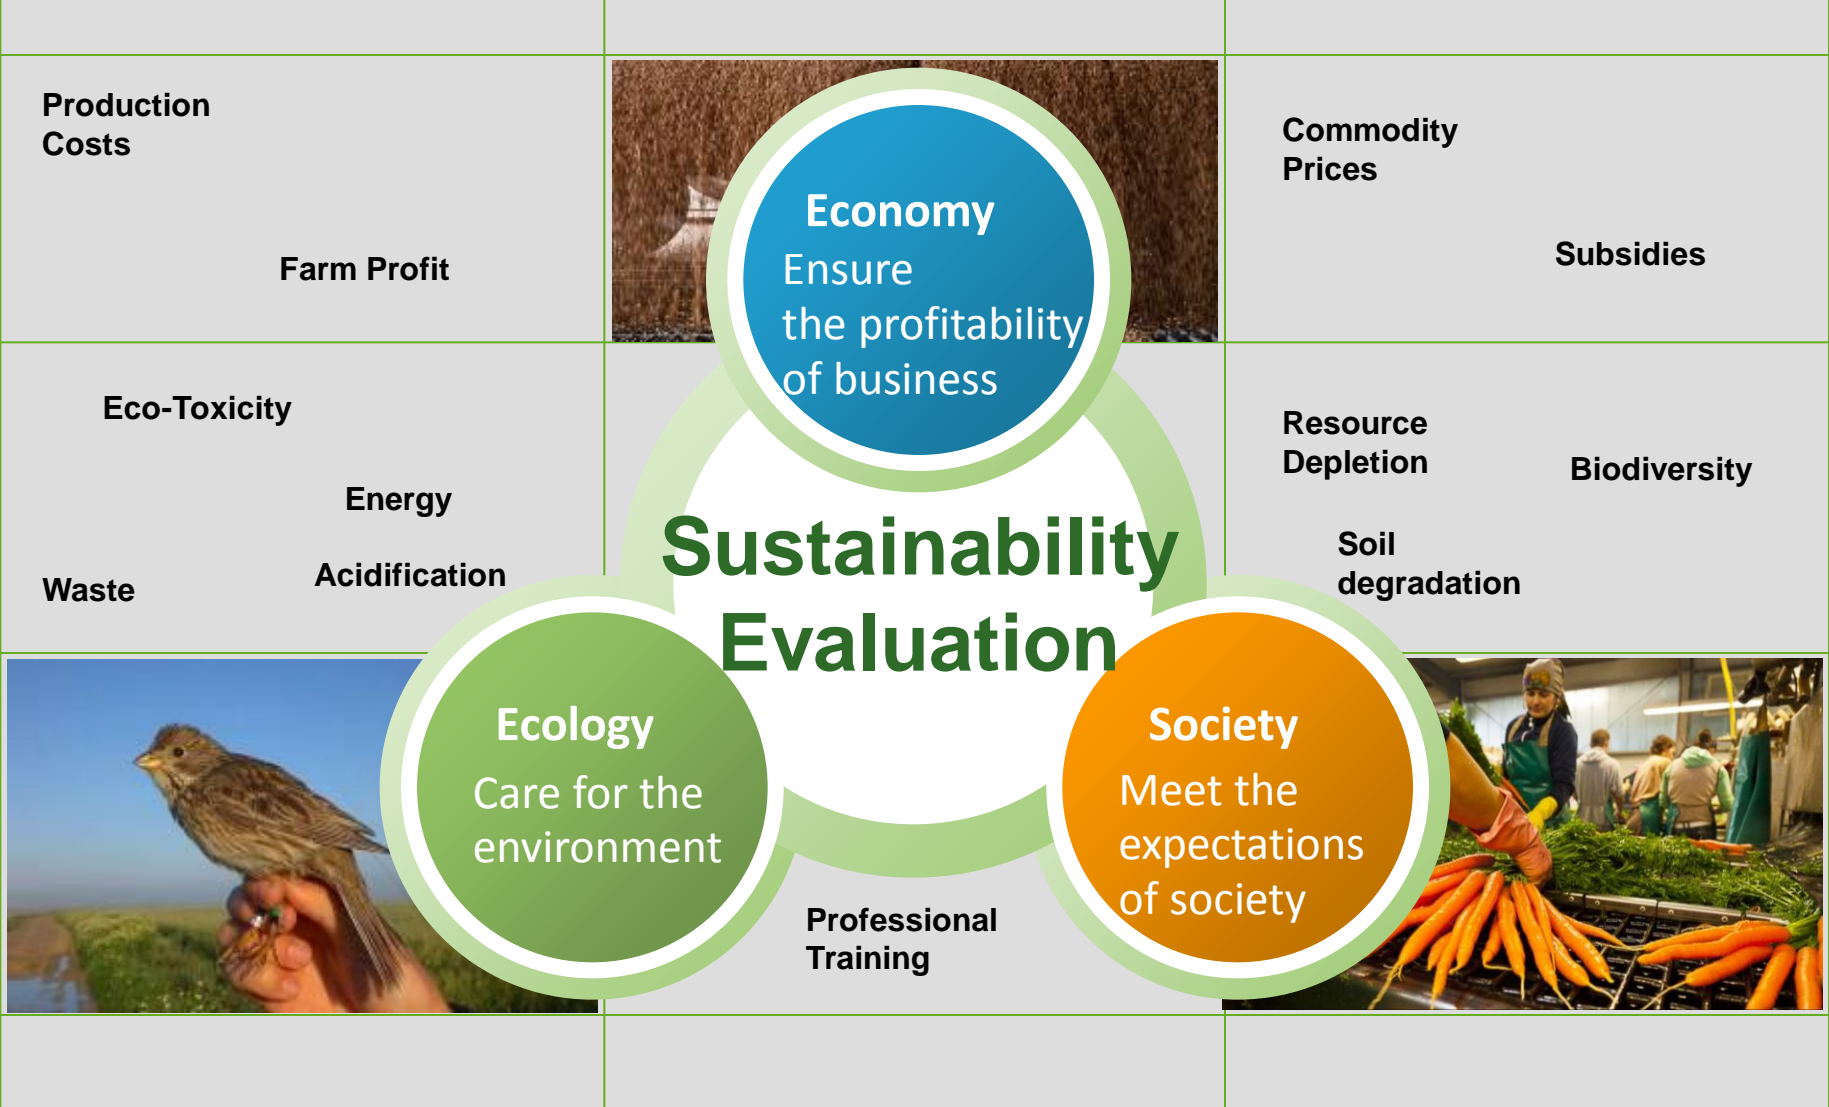 Production
Costs
Farm Profit
Economy
Ensure
the profitability
of business
Commodity
Prices
Subsidies
Eco-Toxicity
Energy
Waste
Acidification
Resource
Depletion
Biodiversity
Soil
degradation
Sustainability
Evaluation
Ecology
Care for the
environment
Society
Meet the
expectations
of society
Professional
Training